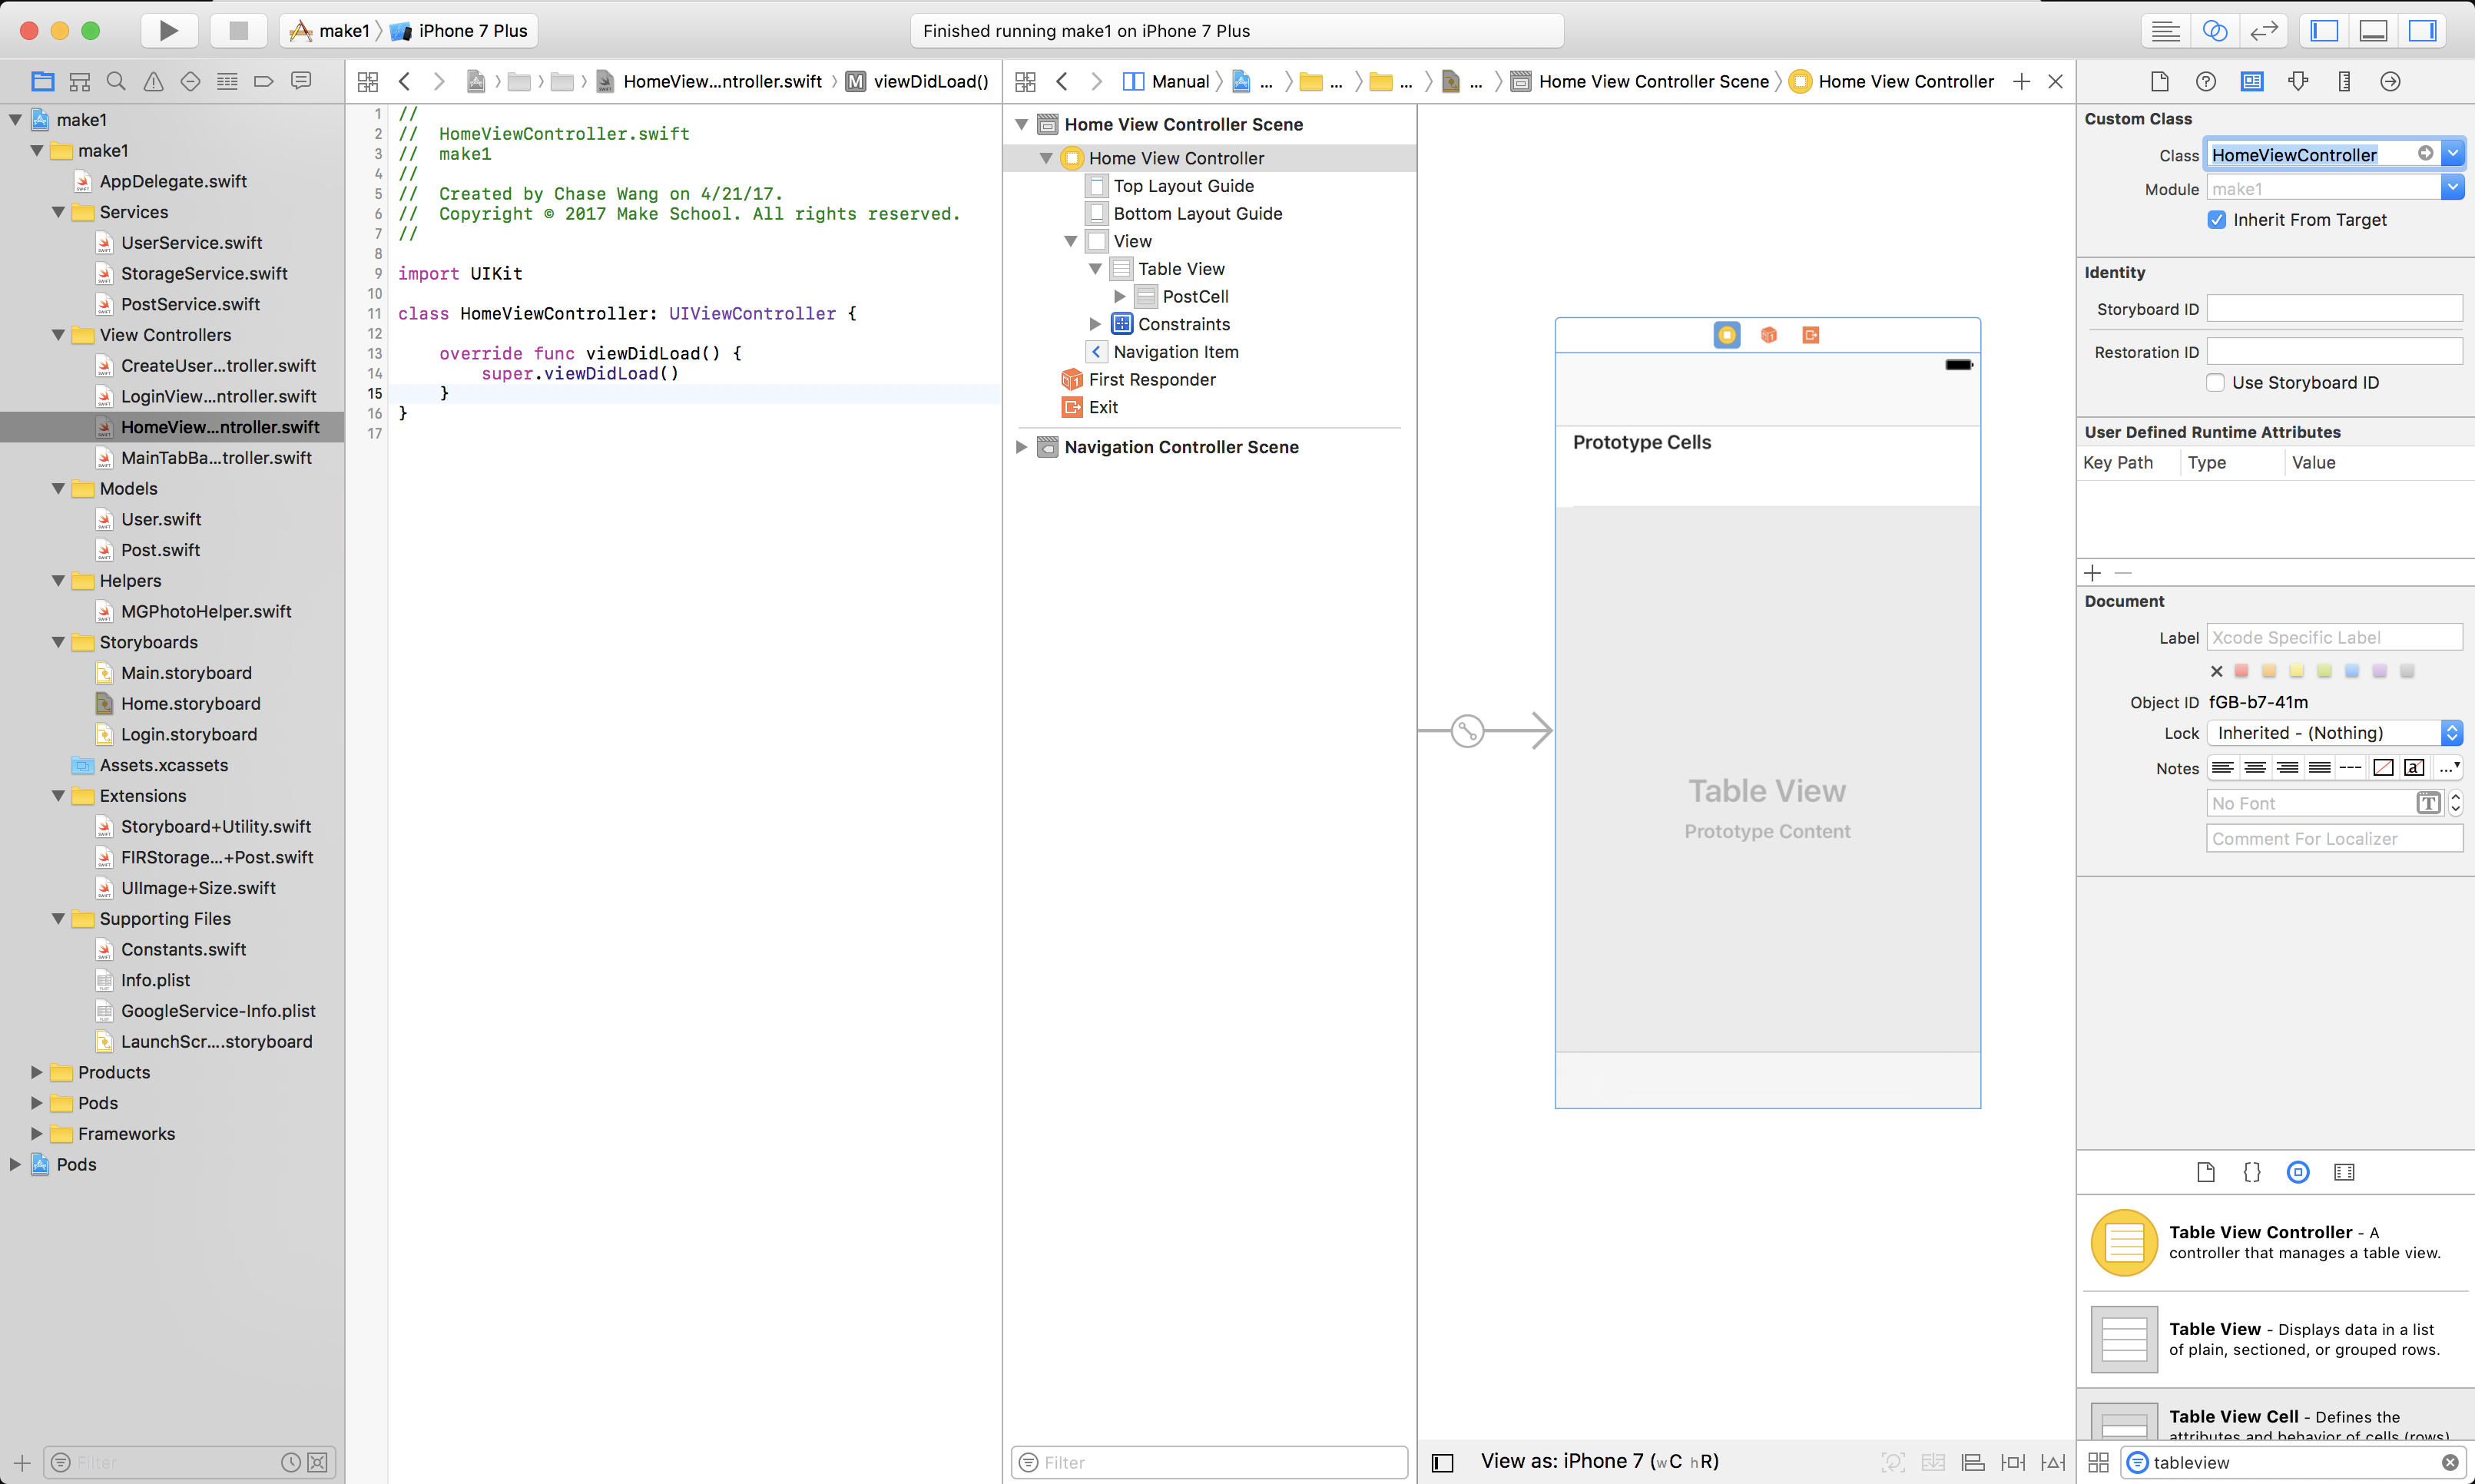 make1 iPhone 7 Plus
Finished running make1 on iPhone 7 Plus
HomeView...ntroller.swift M viewDidLoad()
Manual ... ... ... ... Home View Controller Scene Home View Controller
make1
make1
AppDelegate.swift
Services
UserService.swift
StorageService.swift
PostService.swift
View Controllers
CreateUser...troller.swift
LoginView...ntroller.swift
HomeView...ntroller.swift
MainTabBa...troller.swift
Models
User.swift
Post.swift
Helpers
MGPhotoHelper.swift
Storyboards
Main.storyboard
Home.storyboard
Login.storyboard
Assets.xcassets
Extensions
Storyboard+Utility.swift
FIRStorage...+Post.swift
UIImage+Size.swift
Supporting Files
Constants.swift
Info.plist
GoogleService-Info.plist
LaunchScr....storyboard
Products
Pods
Frameworks
Pods
Filter
1 //
2 // HomeViewController.swift
3 // make1
4 //
5 // Created by Chase Wang on 4/21/17.
6 // Copyright © 2017 Make School. All rights reserved.
7 //
8
9 import UIKit
10
11 class HomeViewController: UIViewController {
12
13 override func viewDidLoad() {
14 super.viewDidLoad()
15 }
16 }
17
Home View Controller Scene
Home View Controller
Top Layout Guide
Bottom Layout Guide
View
Table View
PostCell
Constraints
Navigation Item
First Responder
Exit
Navigation Controller Scene
Filter
Prototype Cells
Table View
Prototype Content
View as: iPhone 7 (wC hR)
Custom Class
Class HomeViewController
Module make1
Inherit From Target
Identity
Storyboard ID
Restoration ID
Use Storyboard ID
User Defined Runtime Attributes
Key Path Type Value
Document
Label Xcode Specific Label
Object ID fGB-b7-41m
Lock Inherited - (Nothing)
Notes
No Font
Comment For Localizer
Table View Controller - A
controller that manages a table view.
Table View - Displays data in a list
of plain, sectioned, or grouped rows.
Table View Cell - Defines the
attributes and behavior of cells (rows)
tableview